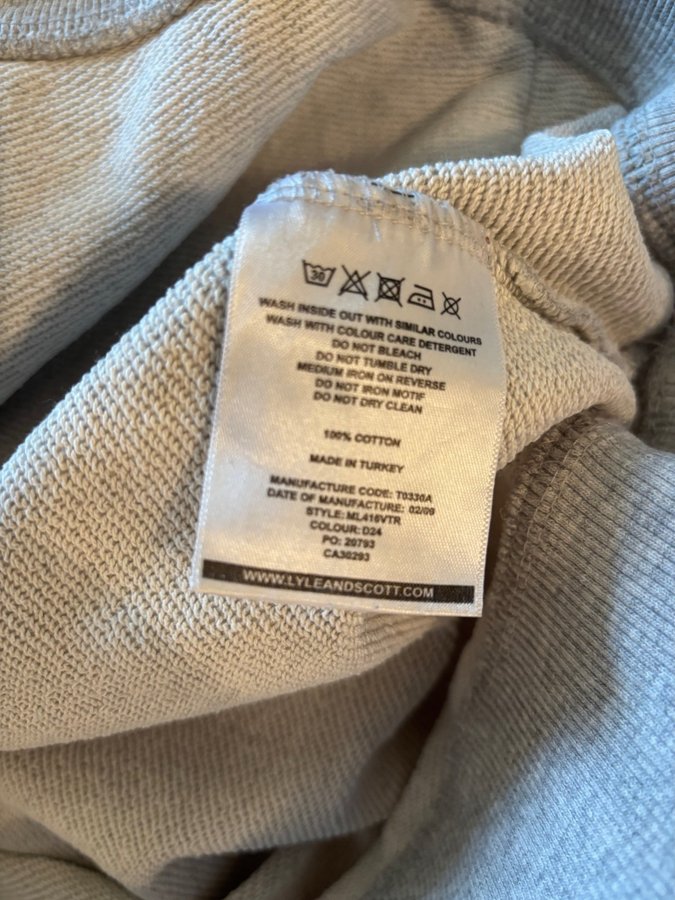 30
WASH INSIDE OUT WITH SIMILAR COLOURS
WASH WITH COLOUR CARE DETERGENT
DO NOT BLEACH
DO NOT TUMBLE DRY
MEDIUM IRON ON REVERSE
DO NOT IRON MOTIF
DO NOT DRY CLEAN
100% COTTON
MADE IN TURKEY
MANUFACTURE CODE: T0330A
DATE OF MANUFACTURE: 02/09
STYLE: ML416VTR
COLOUR: D24
PO: 20793
CA30293
WWW.LYLEANDSCOTT.COM